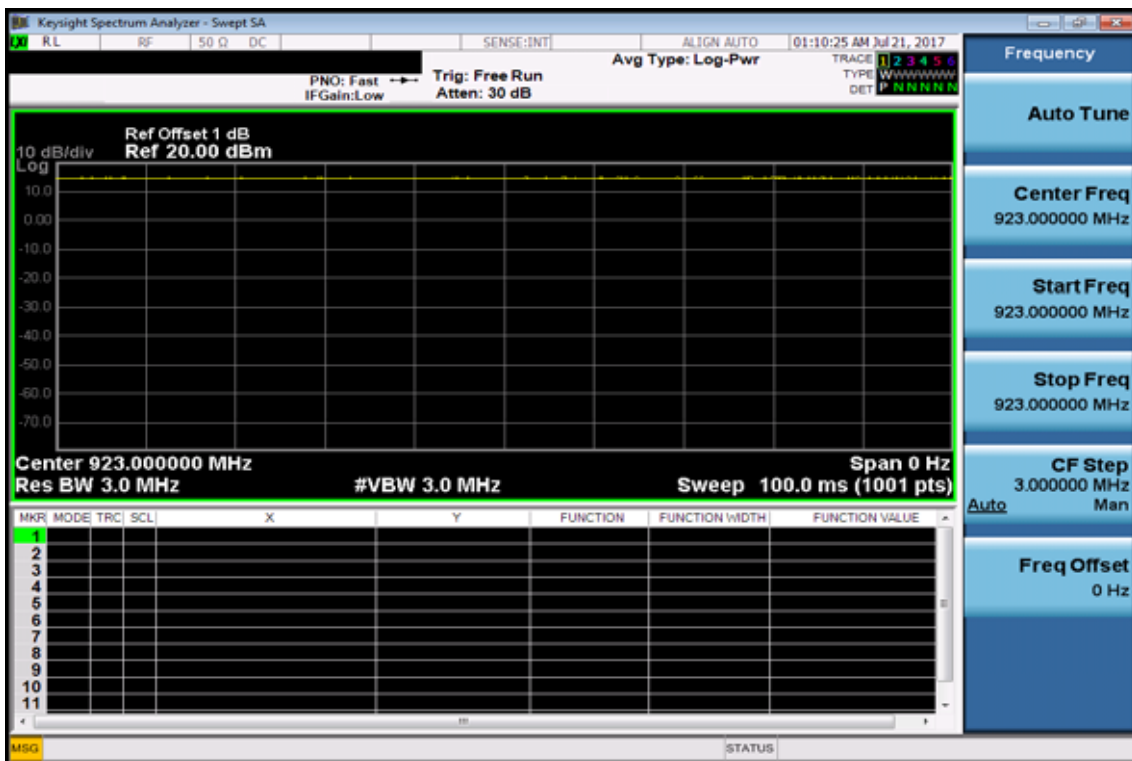 Keysight Spectrum Analyzer - Swept SA
LXI RL RF 50 Ω DC SENSE:INT ALIGN AUTO 01:10:25 AM Jul 21, 2017
PNO: Fast
IFGain:Low
Trig: Free Run
Atten: 30 dB
Avg Type: Log-Pwr
TRACE 1 2 3 4 5 6
TYPE WWWWWW
DET P N N N N N
Ref Offset 1 dB
10 dB/div Ref 20.00 dBm
Log
10.0
0.00
-10.0
-20.0
-30.0
-40.0
-50.0
-60.0
-70.0
Center 923.000000 MHz Span 0 Hz
Res BW 3.0 MHz #VBW 3.0 MHz Sweep 100.0 ms (1001 pts)
MKR MODE TRC SCL X Y FUNCTION FUNCTION WIDTH FUNCTION VALUE
1
2
3
4
5
6
7
8
9
10
11
MSG STATUS
Frequency
Auto Tune
Center Freq
923.000000 MHz
Start Freq
923.000000 MHz
Stop Freq
923.000000 MHz
CF Step
3.000000 MHz
Auto Man
Freq Offset
0 Hz